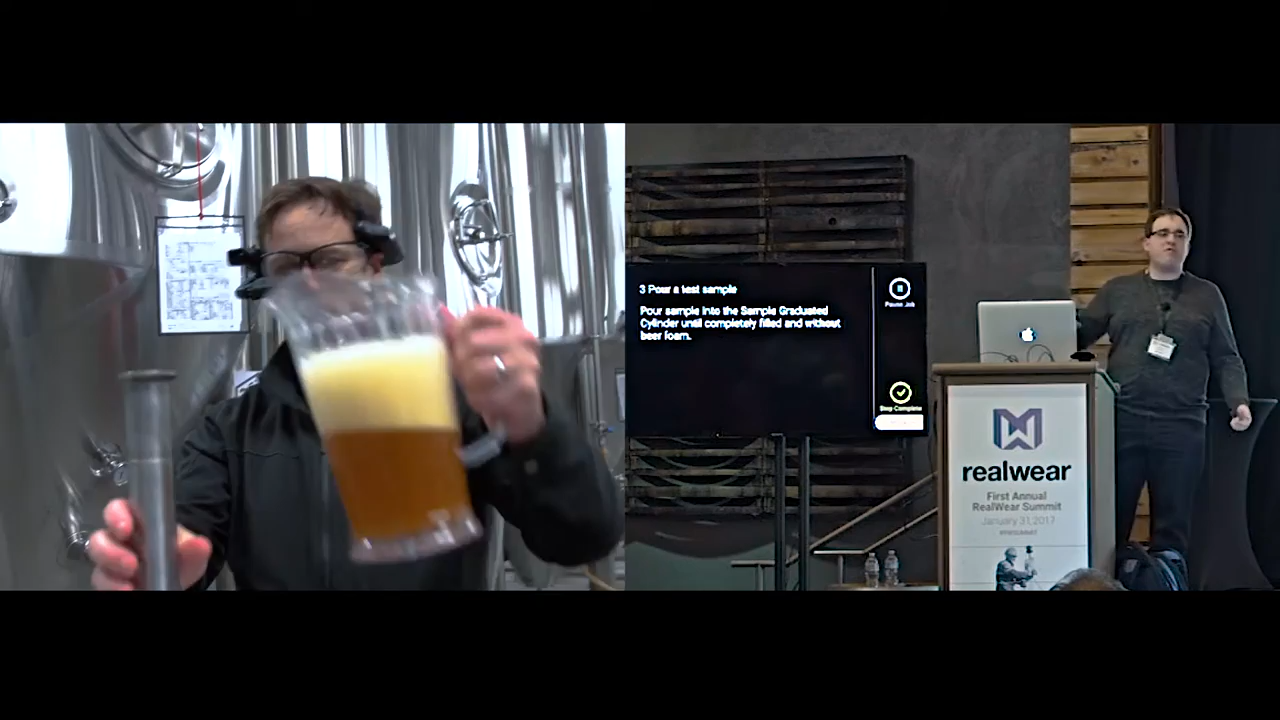 3 Pour a test sample
Pour sample into the Sample Graduated
Cylinder until completely filled and without
beer foam.
Pause Job
Step Complete
realwear
First Annual
RealWear Summit
January 31, 2017